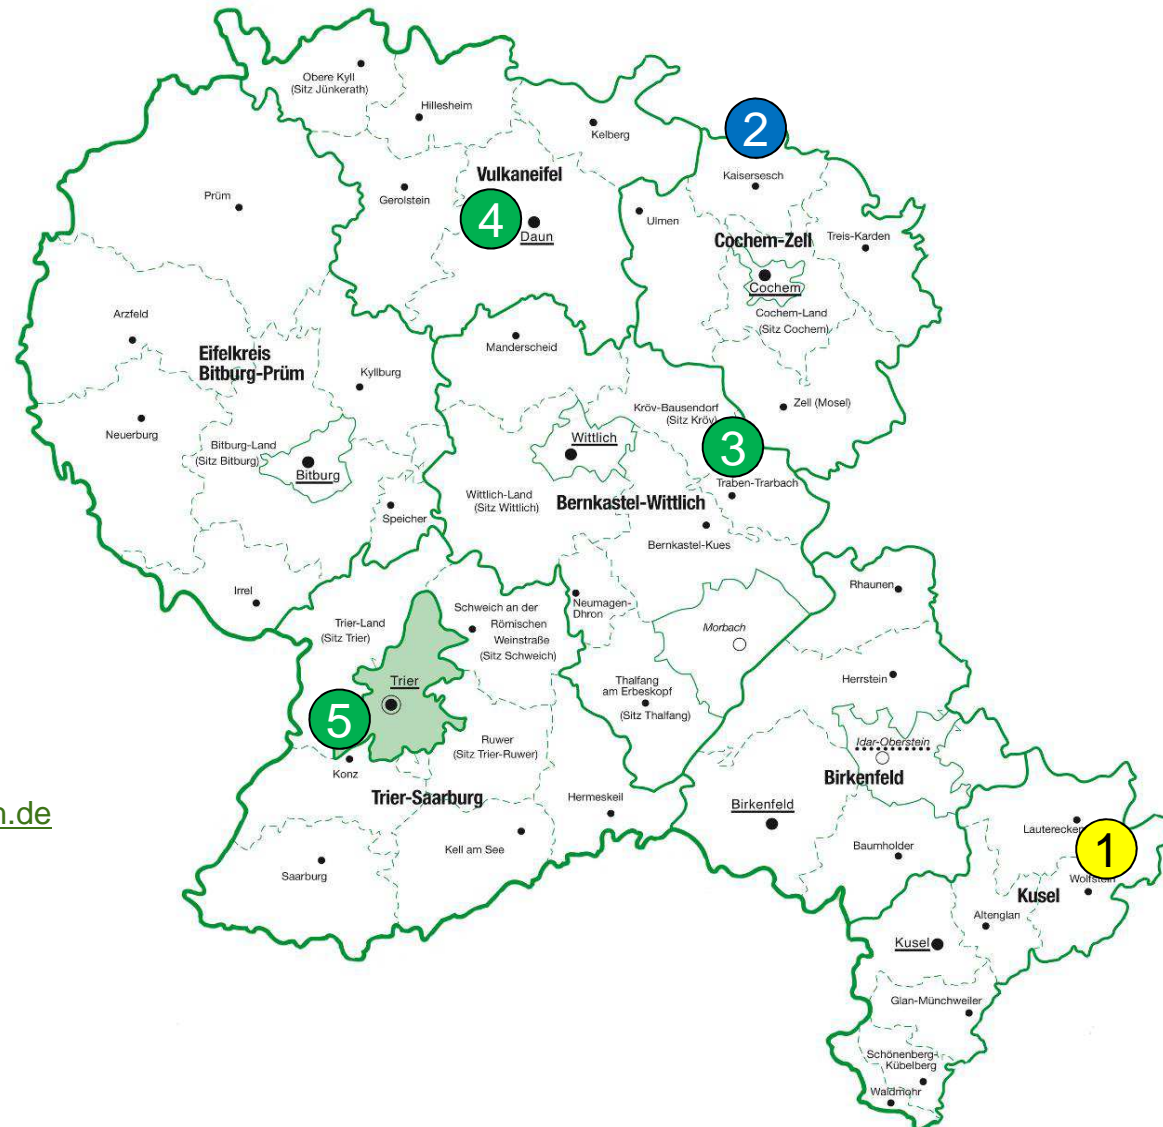 Obere Kyll
(Sitz Jünkerath)
Hillesheim
Kelberg
2
Kaisersesch
Vulkaneifel
Prüm
Gerolstein
4
Daun
Ulmen
Cochem-Zell
Treis-Karden
Cochem
Cochem-Land
(Sitz Cochem)
Arzfeld
Manderscheid
Eifelkreis
Bitburg-Prüm
Kyllburg
Zell (Mosel)
Kröv-Bausendorf
(Sitz Kröv)
Neuerburg
Bitburg-Land
(Sitz Bitburg)
Bitburg
Wittlich
3
Traben-Trarbach
Wittlich-Land
(Sitz Wittlich)
Bernkastel-Wittlich
Speicher
Bernkastel-Kues
Irrel
Rhaunen
Neumagen-
Dhron
Schweich an der
Römischen
Weinstraße
(Sitz Schweich)
Trier-Land
(Sitz Trier)
Morbach
Trier
Thalfang
am Erbeskopf
(Sitz Thalfang)
Herrstein
5
Ruwer
(Sitz Trier-Ruwer)
Idar-Oberstein
Konz
Birkenfeld
Trier-Saarburg
Hermeskeil
Birkenfeld
n.de
Lauterecken
1
Kell am See
Baumholder
Saarburg
Wolfstein
Kusel
Altenglan
Kusel
Glan-Münchweiler
Schönenberg-
Kübelberg
Waldmohr